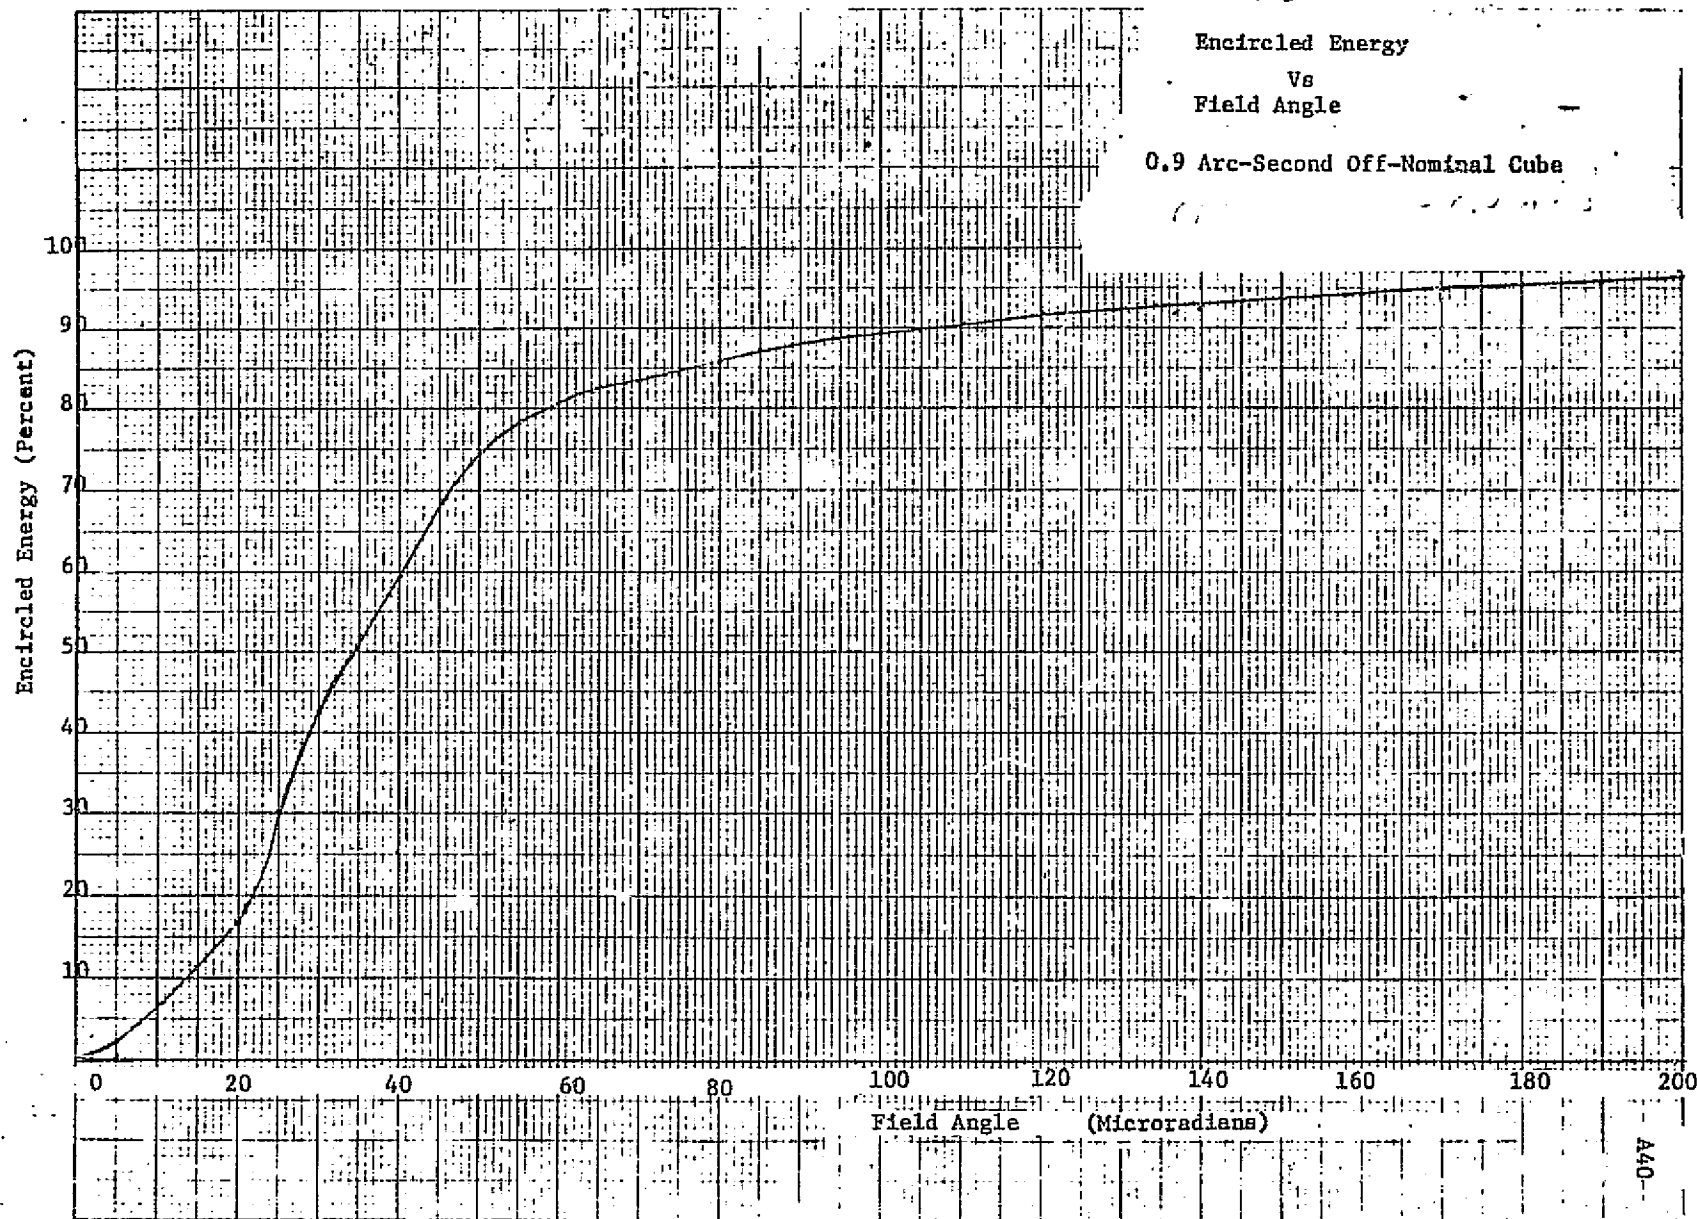 Encircled Energy
Vs
Field Angle
0.9 Arc-Second Off-Nominal Cube
Encircled Energy (Percent)
100
90
80
70
60
50
40
30
20
10
0 20 40 60 80 100 120 140 160 180 200
Field Angle (Microradians)
A40